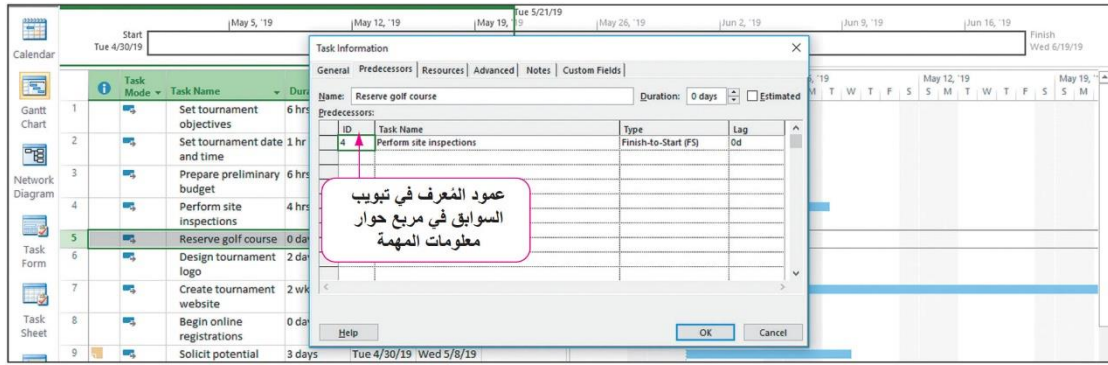 Tue 5/21/19
May 5, '19 May 12, '19 May 19, '19 May 26, '19 Jun 2, '19 Jun 9, '19 Jun 16, '19
Start
Tue 4/30/19
Finish
Wed 6/19/19
Calendar
Gantt
Chart
Network
Diagram
Task
Form
Task
Sheet
Task
Mode Task Name
1 Set tournament
objectives 6 hrs
2 Set tournament date
and time 1 hr
3 Prepare preliminary
budget 6 hrs
4 Perform site
inspections 4 hrs
5 Reserve golf course
6 Design tournament
logo
7 Create tournament
website
8 Begin online
registrations
9 Solicit potential 3 days Tue 4/30/19 Wed 5/8/19
Task Information
General Predecessors Resources Advanced Notes Custom Fields
Name: Reserve golf course Duration: 0 days Estimated
Predecessors:
ID Task Name Type Lag
4 Perform site inspections Finish-to-Start (FS) 0d
عمود المُعرف في تبويب
السوابق في مربع حوار
معلومات المهمة
Help OK Cancel
'19 May 12, '19 May 19,
M T W T F S S M T W T F S S M